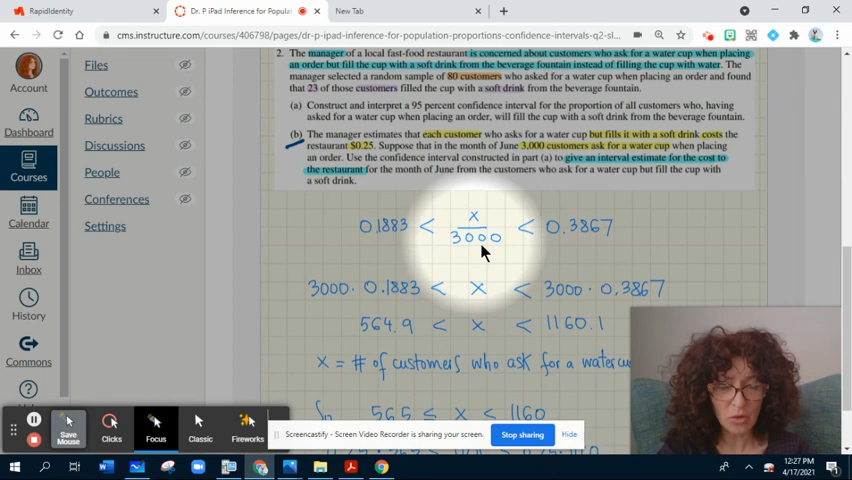 RapidIdentity
Dr. P iPad Inference for Populat
New Tab
cms.instructure.com/courses/406798/pages/dr-p-ipad-inference-for-population-proportions-confidence-intervals-q2-sl...
Account
Dashboard
Courses
Calendar
Inbox
History
Commons
Help
Files
Outcomes
Rubrics
Discussions
People
Conferences
Settings
2. The manager of a local fast-food restaurant is concerned about customers who ask for a water cup when placing
an order but fill the cup with a soft drink from the beverage fountain instead of filling the cup with water. The
manager selected a random sample of 80 customers who asked for a water cup when placing an order and found
that 23 of those customers filled the cup with a soft drink from the beverage fountain.
(a) Construct and interpret a 95 percent confidence interval for the proportion of all customers who, having
asked for a water cup when placing an order, will fill the cup with a soft drink from the beverage fountain.
(b) The manager estimates that each customer who asks for a water cup but fills it with a soft drink costs the
restaurant $0.25. Suppose that in the month of June 3,000 customers ask for a water cup when placing
an order. Use the confidence interval constructed in part (a) to give an interval estimate for the cost to
the restaurant for the month of June from the customers who ask for a water cup but fill the cup with
a soft drink.
0.1883 < x/3000 < 0.3867
3000 · 0.1883 < x < 3000 · 0.3867
564.9 < x < 1160.1
x = # of customers who ask for a water cu
So 565 ≤ x < 1160
Save Mouse
Clicks
Focus
Classic
Fireworks
Screencastify - Screen Video Recorder is sharing your screen.
Stop sharing
Hide
12:27 PM
4/17/2021